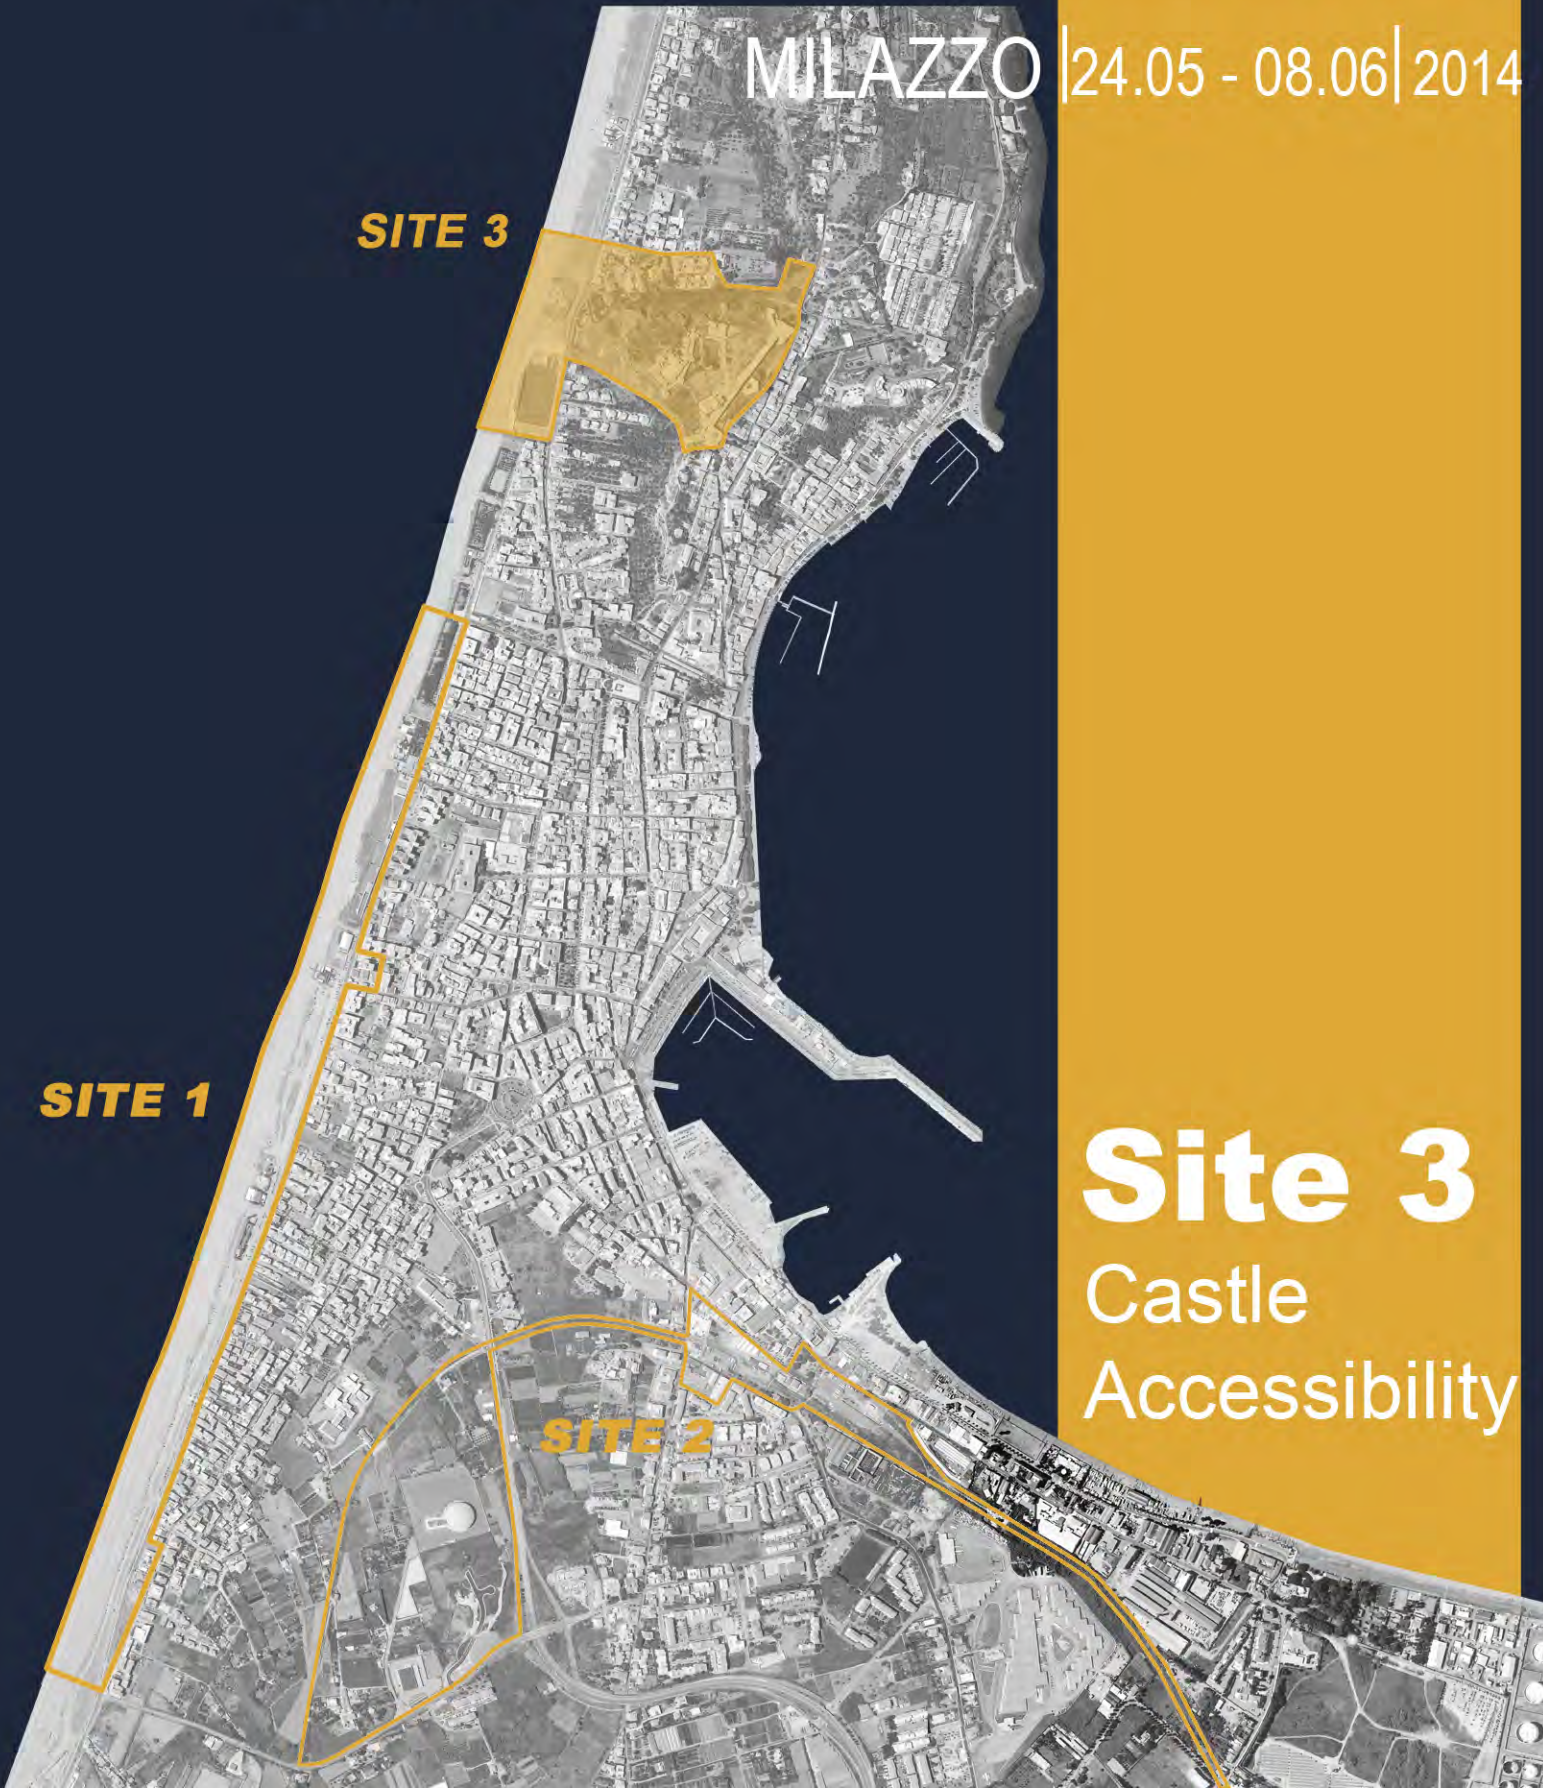 MILAZZO |24.05 - 08.06| 2014
SITE 3
SITE 1
Site 3
Castle
Accessibility
SITE 2